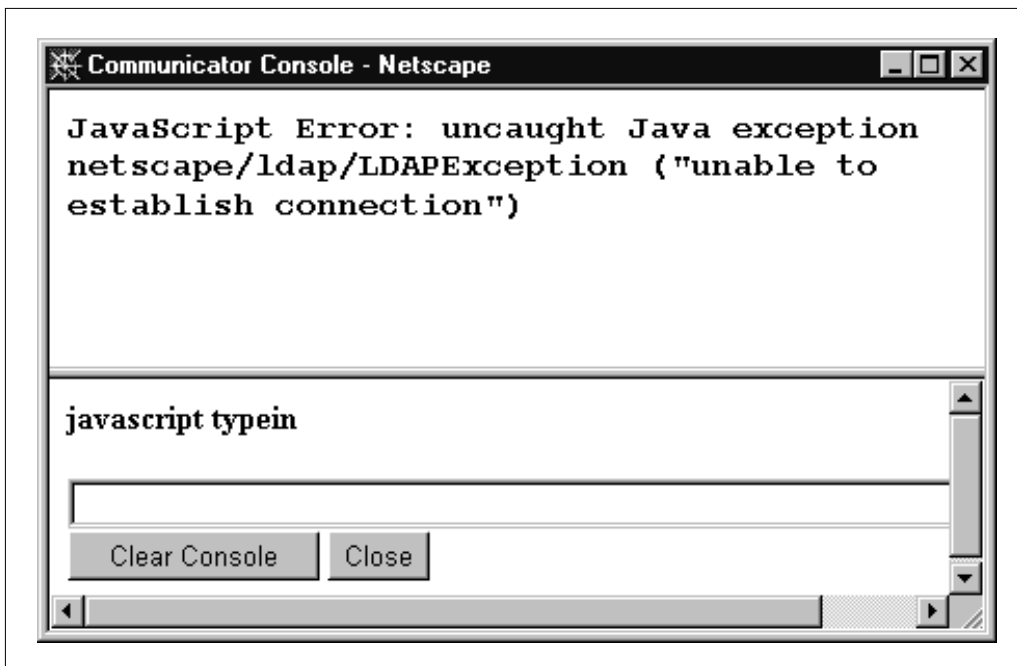 Communicator Console - Netscape
JavaScript Error: uncaught Java exception
netscape/ldap/LDAPException ("unable to
establish connection")
javascript typein
Clear Console Close